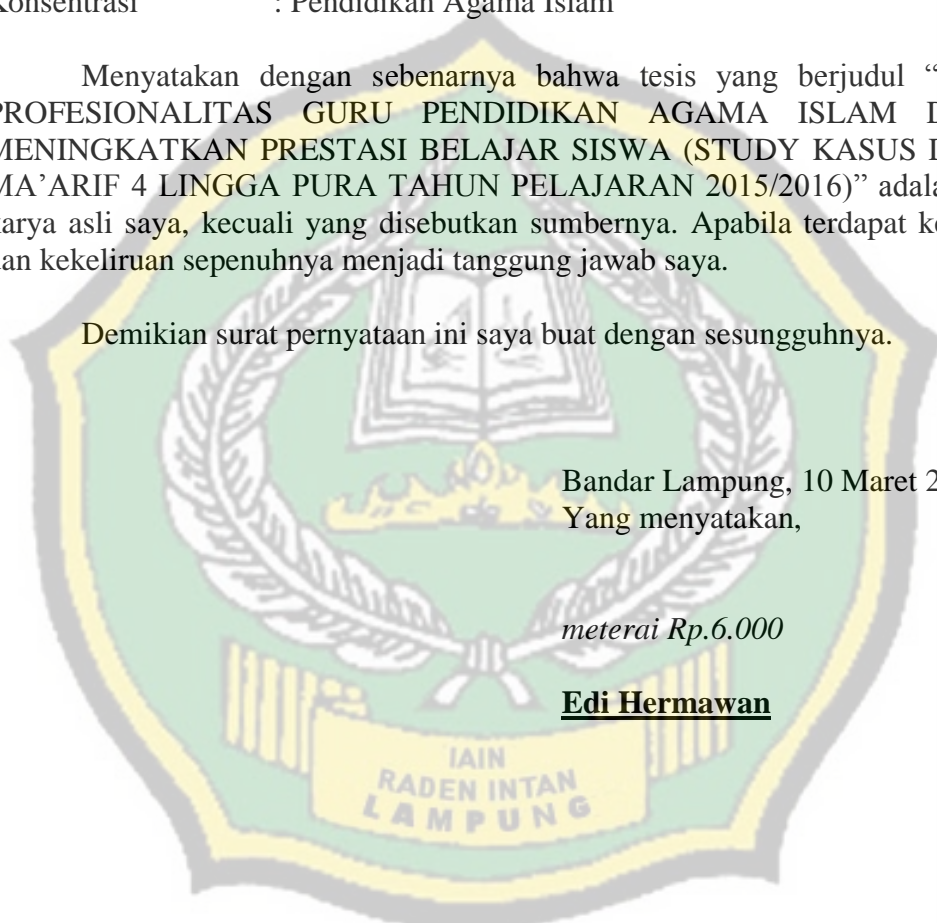 Konsentrasi : Pendidikan Agama Islam
Menyatakan dengan sebenarnya bahwa tesis yang berjudul “
PROFESIONALITAS GURU PENDIDIKAN AGAMA ISLAM D
MENINGKATKAN PRESTASI BELAJAR SISWA (STUDY KASUS D
MA’ARIF 4 LINGGA PURA TAHUN PELAJARAN 2015/2016)” adala
karya asli saya, kecuali yang disebutkan sumbernya. Apabila terdapat ke
dan kekeliruan sepenuhnya menjadi tanggung jawab saya.
Demikian surat pernyataan ini saya buat dengan sesungguhnya.
Bandar Lampung, 10 Maret 2
Yang menyatakan,
meterai Rp.6.000
Edi Hermawan
IAIN
RADEN INTAN
LAMPUNG